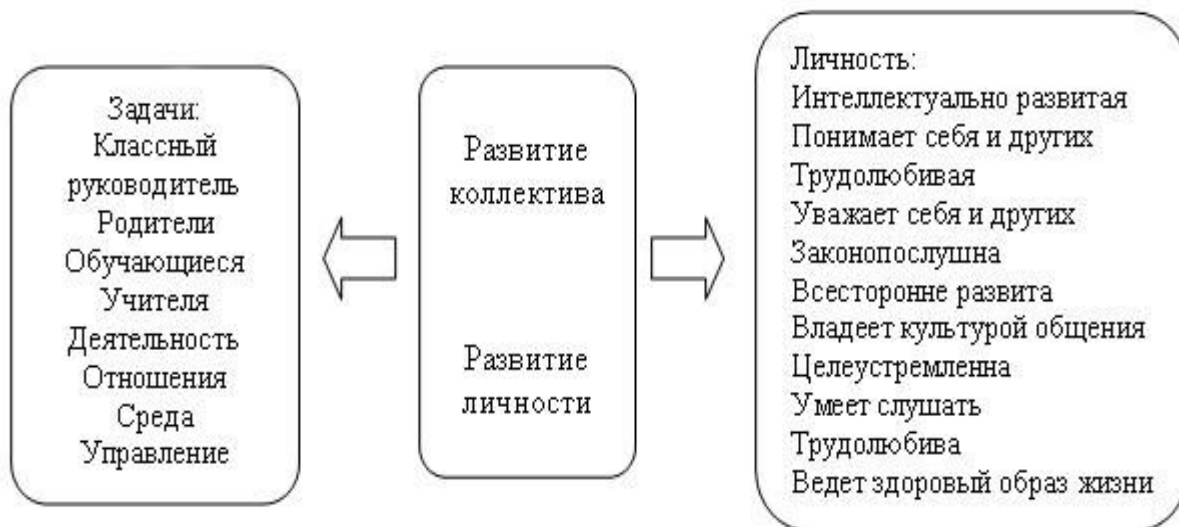 Задачи:
Классный
руководитель
Родители
Обучающиеся
Учителя
Деятельность
Отношения
Среда
Управление
Развитие
коллектива
Развитие
личности
Личность:
Интеллектуально развитая
Понимает себя и других
Трудолюбивая
Уважает себя и других
Законопослушна
Всесторонне развита
Владеет культурой общения
Целеустремленна
Умеет слушать
Трудолюбива
Ведет здоровый образ жизни